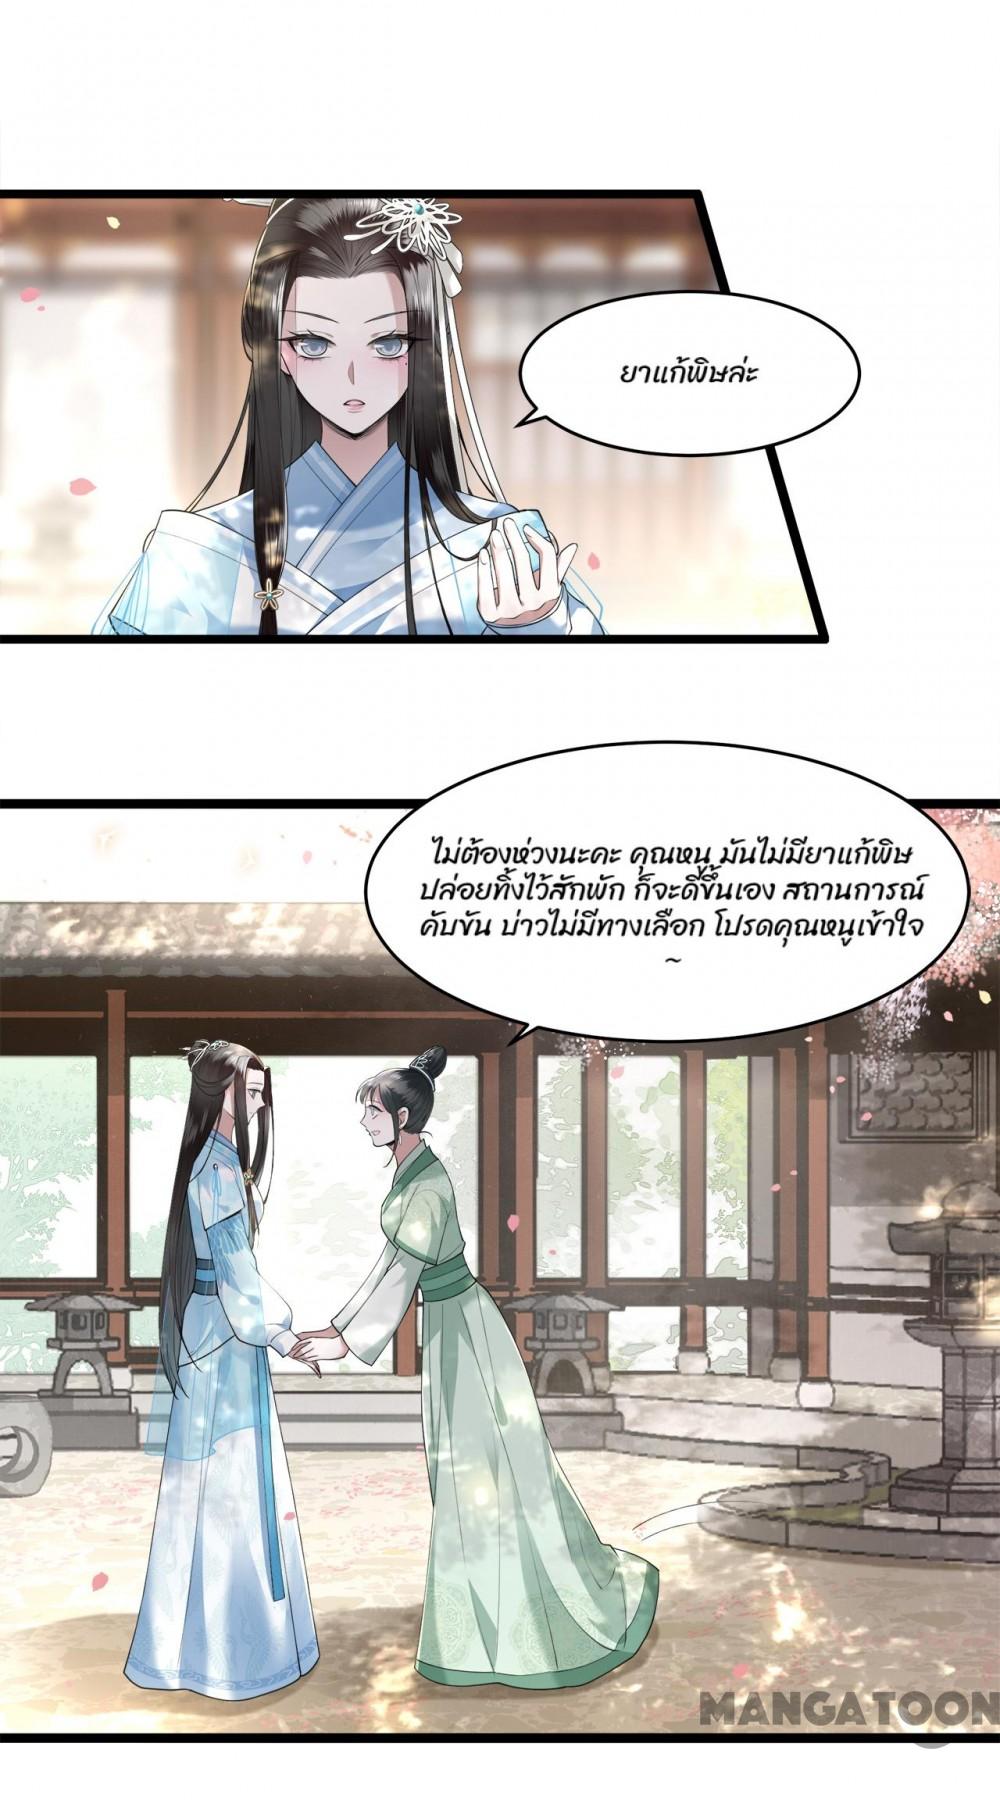 ยาแก้พิษล่ะ
ไม่ต้องห่วงนะคะ คุณหนู มันไม่มียาแก้พิษ
ปล่อยทิ้งไว้สักพัก ก็จะดีขึ้นเอง สถานการณ์
คับขัน บ่าวไม่มีทางเลือก โปรดคุณหนูเข้าใจ
~
MANGATOON